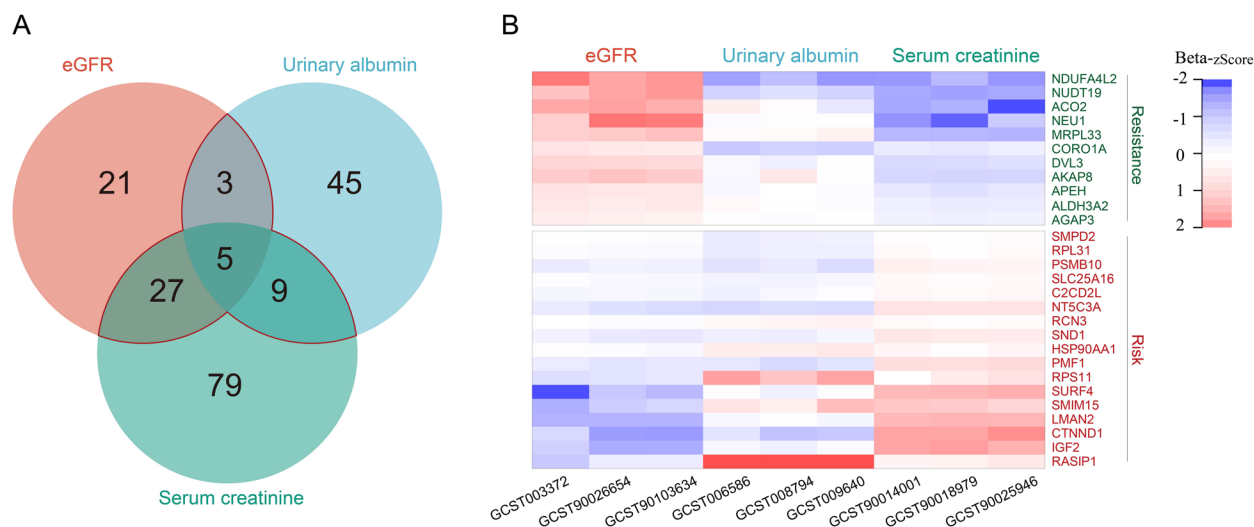 A
eGFR
Urinary albumin
21
3
45
5
27
9
79
Serum creatinine
B
eGFR
Urinary albumin
Serum creatinine
NDUFA4L2
NUDT19
ACO2
NEU1
MRPL33
CORO1A
DVL3
AKAP8
APEH
ALDH3A2
AGAP3
Resistance
SMPD2
RPL31
PSMB10
SLC25A16
C2CD2L
NT5C3A
RCN3
SND1
HSP90AA1
PMF1
RPS11
SURF4
SMIM15
LMAN2
CTNND1
IGF2
RASIP1
Risk
GCST003372
GCST90026654
GCST90103634
GCST006586
GCST008794
GCST009640
GCST90014001
GCST90018979
GCST90025946
Beta-zScore
-2
-1
0
1
2